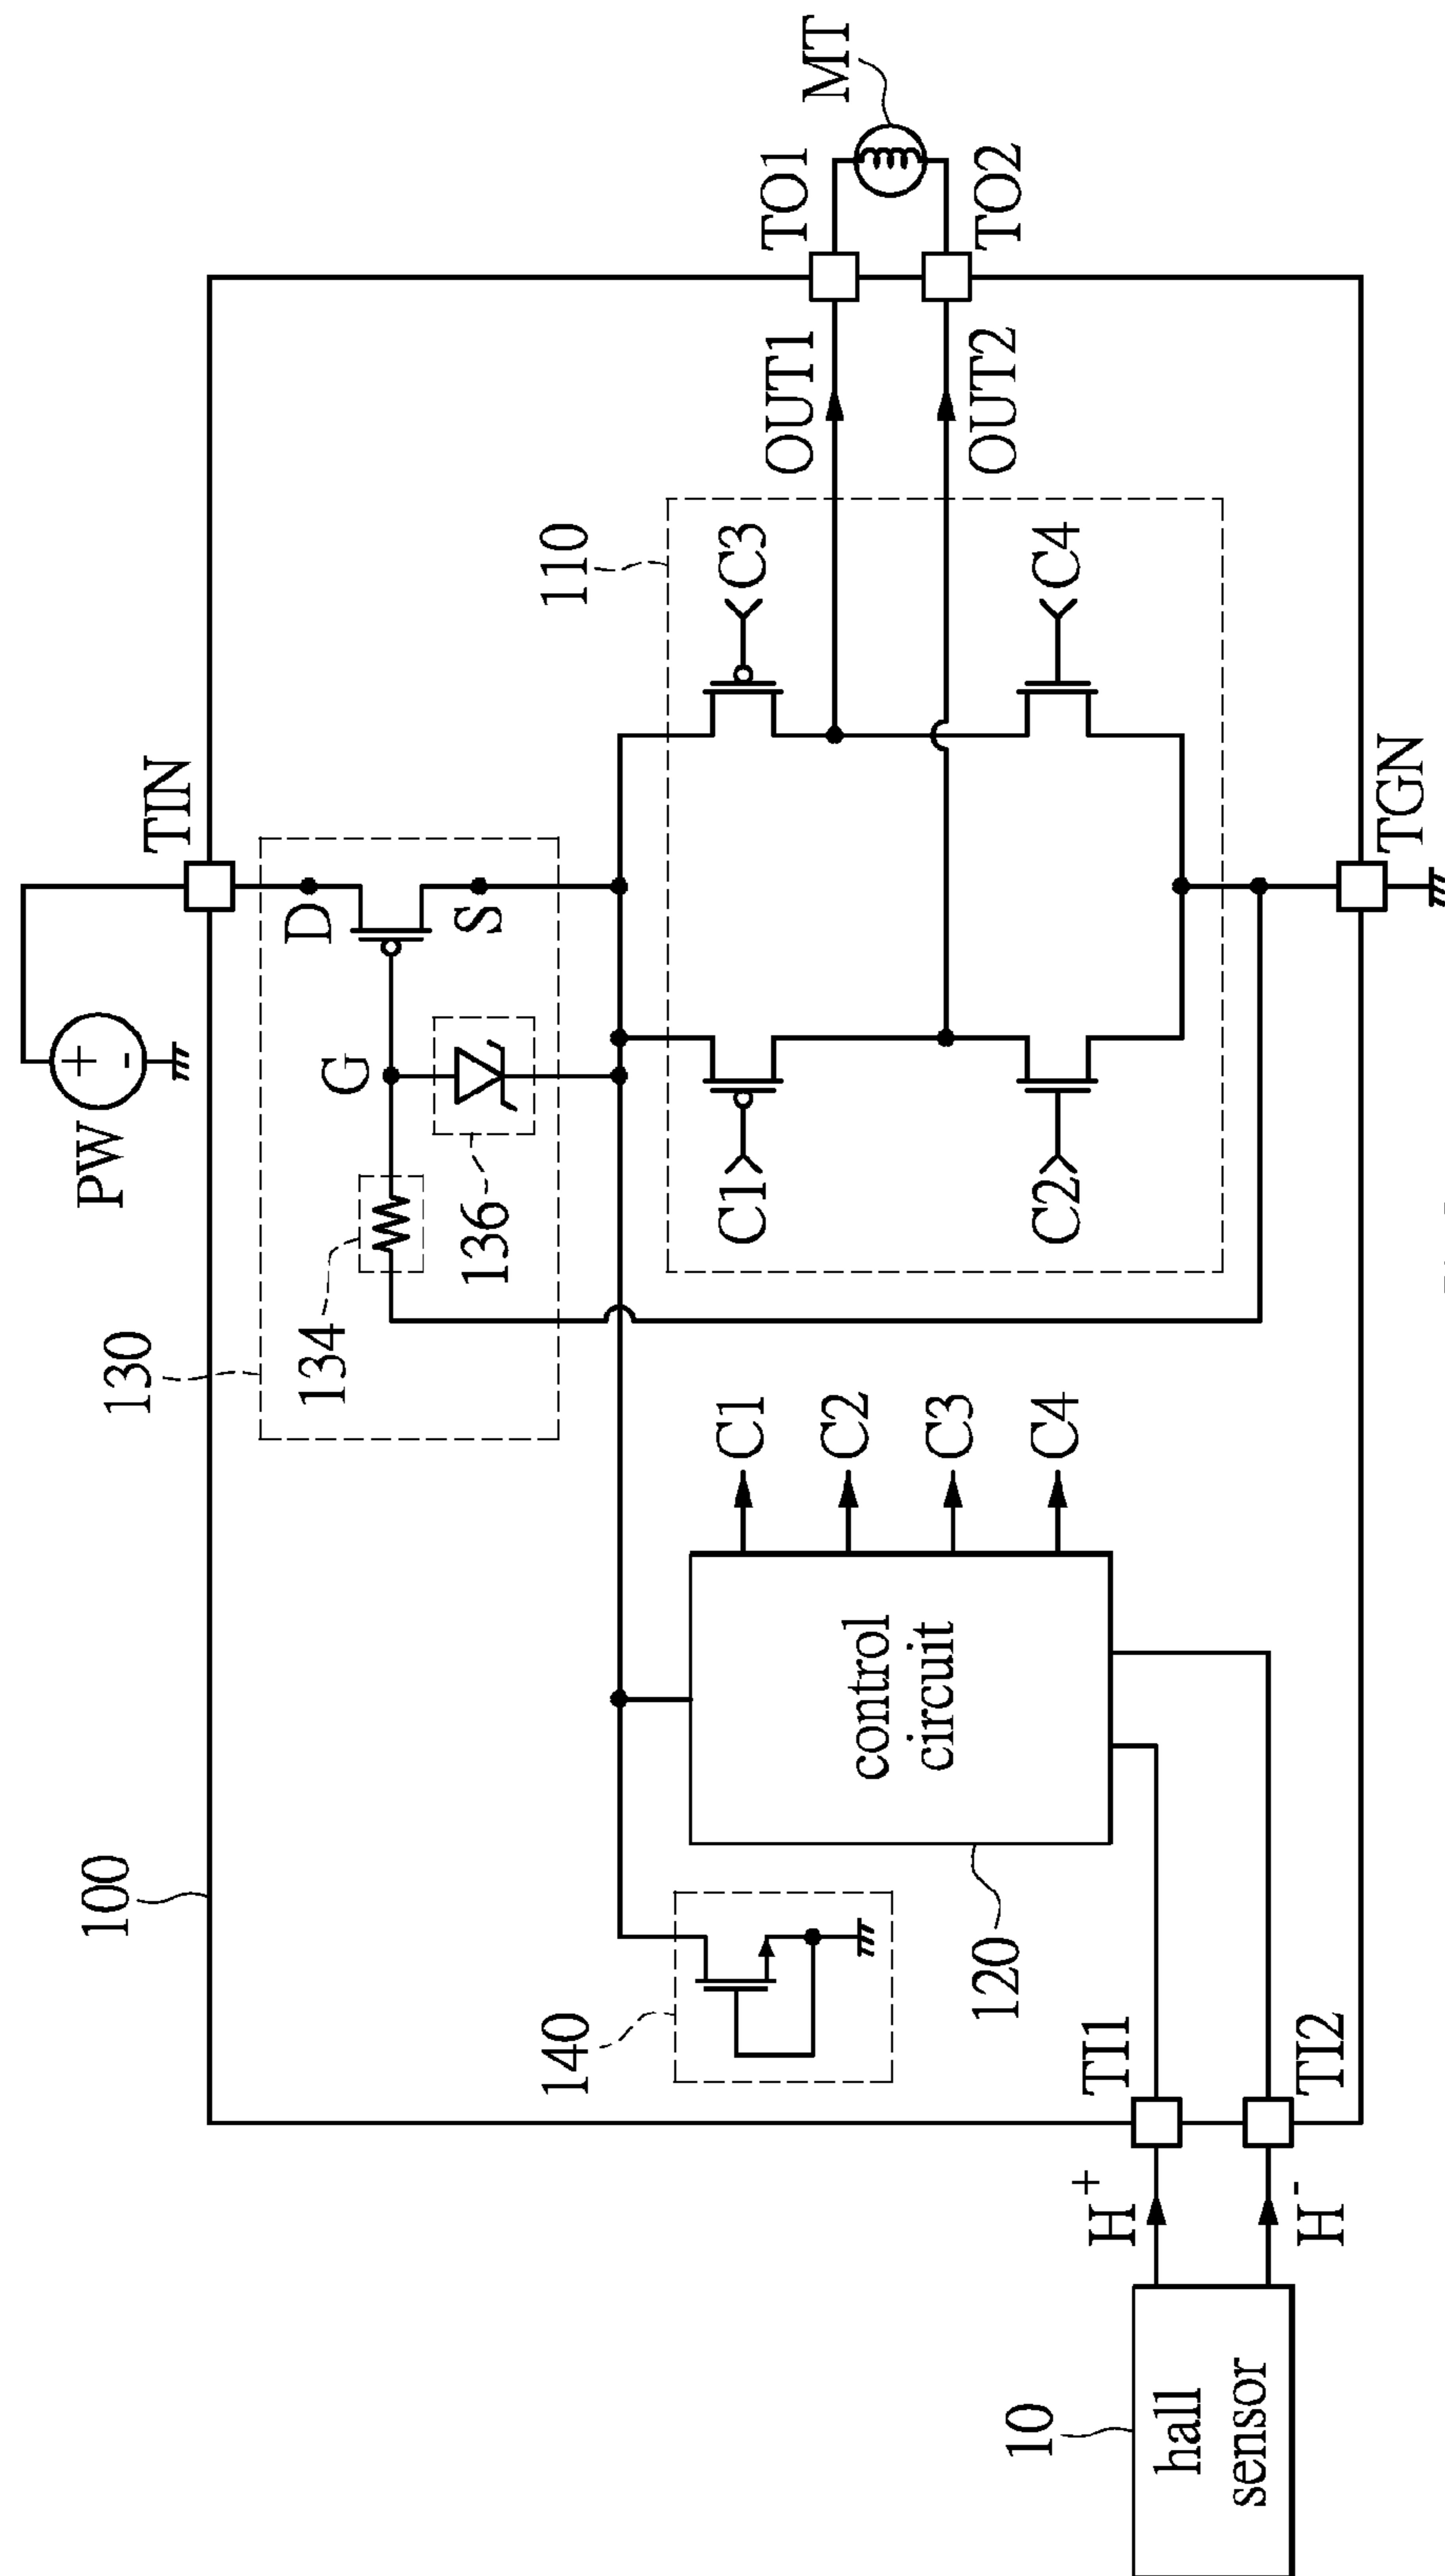 100
PW
TIN
130
D
G
S
134
136
110
140
C1
C3
C2
C4
OUT1
OUT2
TO1
TO2
MT
control
circuit
C1
C2
C3
C4
120
10
hall
sensor
H+
H-
TI1
TI2
TGN